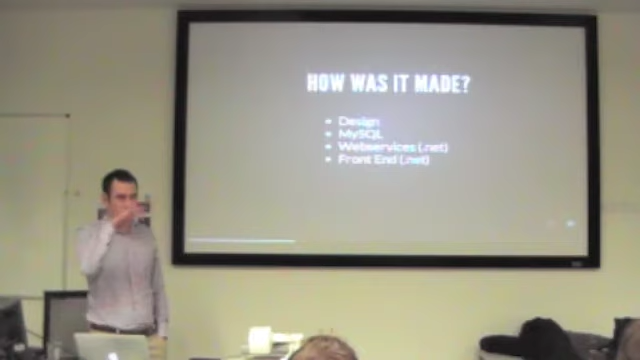 HOW WAS IT MADE?
Design
MySQL
Webservices (.net)
Front End (.net)